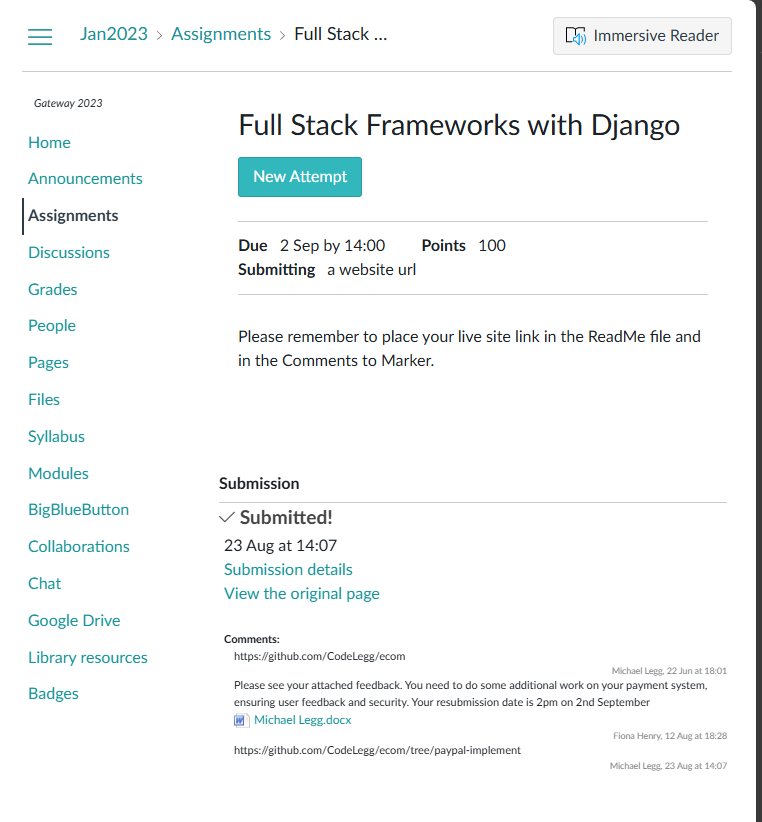 Jan2023 > Assignments > Full Stack ...
Immersive Reader
Gateway 2023
Home
Announcements
Assignments
Discussions
Grades
People
Pages
Files
Syllabus
Modules
BigBlueButton
Collaborations
Chat
Google Drive
Library resources
Badges
Full Stack Frameworks with Django
New Attempt
Due 2 Sep by 14:00 Points 100
Submitting a website url
Please remember to place your live site link in the ReadMe file and
in the Comments to Marker.
Submission
Submitted!
23 Aug at 14:07
Submission details
View the original page
Comments:
https://github.com/CodeLegg/ecom
Michael Legg, 22 Jun at 18:01
Please see your attached feedback. You need to do some additional work on your payment system,
ensuring user feedback and security. Your resubmission date is 2pm on 2nd September
Michael Legg.docx
Fiona Henry, 12 Aug at 18:28
https://github.com/CodeLegg/ecom/tree/paypal-implement
Michael Legg, 23 Aug at 14:07